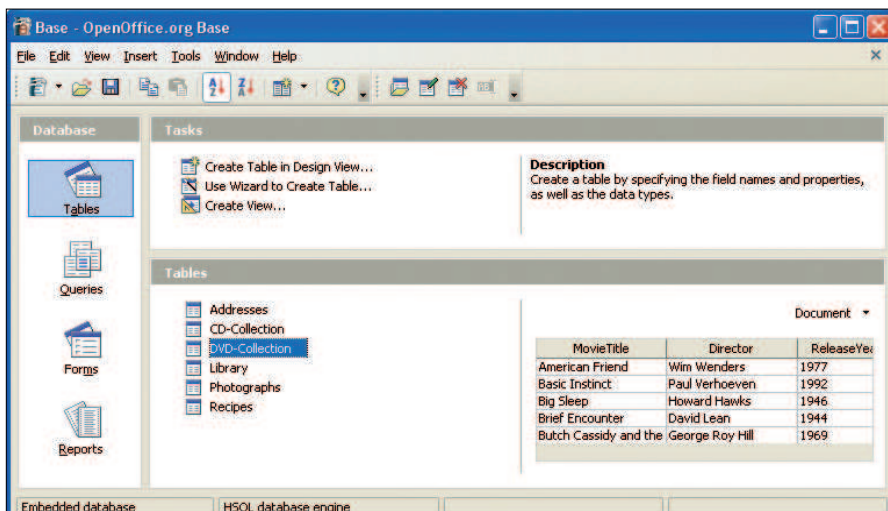 Base - OpenOffice.org Base
File Edit View Insert Tools Window Help
Database
Tables
Queries
Forms
Reports
Tasks
Create Table in Design View...
Use Wizard to Create Table...
Create View...
Description
Create a table by specifying the field names and properties,
as well as the data types.
Tables
Addresses
CD-Collection
DVD-Collection
Library
Photographs
Recipes
Document
MovieTitle Director ReleaseYea
American Friend Wim Wenders 1977
Basic Instinct Paul Verhoeven 1992
Big Sleep Howard Hawks 1946
Brief Encounter David Lean 1944
Butch Cassidy and the George Roy Hill 1969
Embedded database HSQL database engine